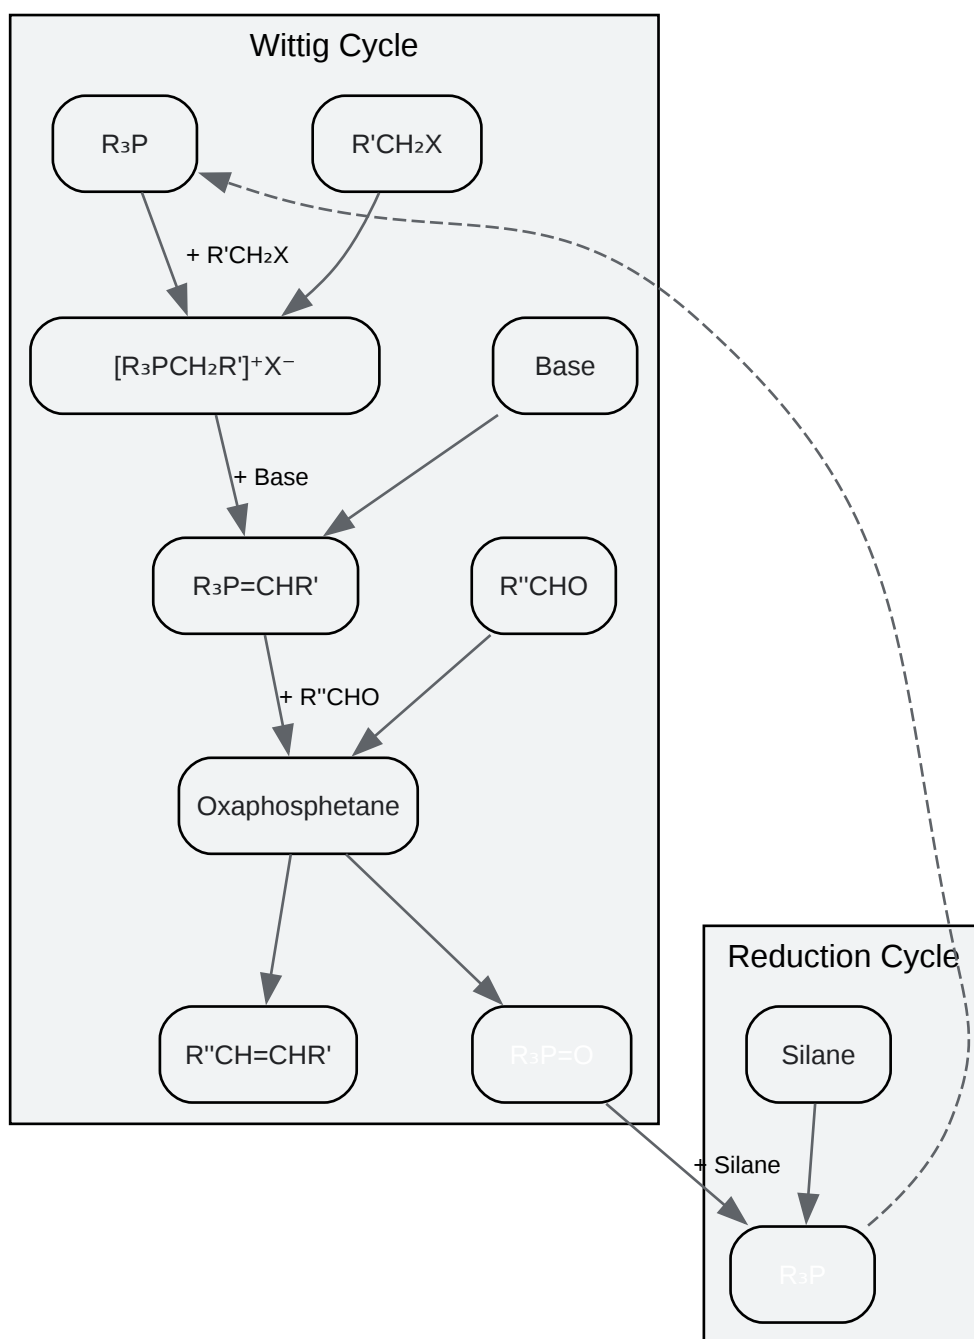 Wittig Cycle
R₃P
R'CH₂X
+ R'CH₂X
[R₃PCH₂R']⁺X⁻
Base
+ Base
R₃P=CHR'
R''CHO
+ R''CHO
Oxaphosphetane
R''CH=CHR'
R₃P=O
Reduction Cycle
Silane
+ Silane
R₃P